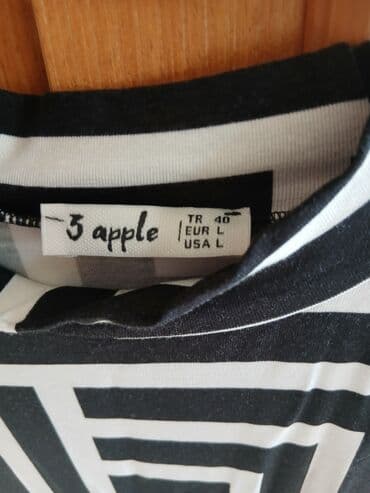 3 apple
TR 40
EUR L
USA L